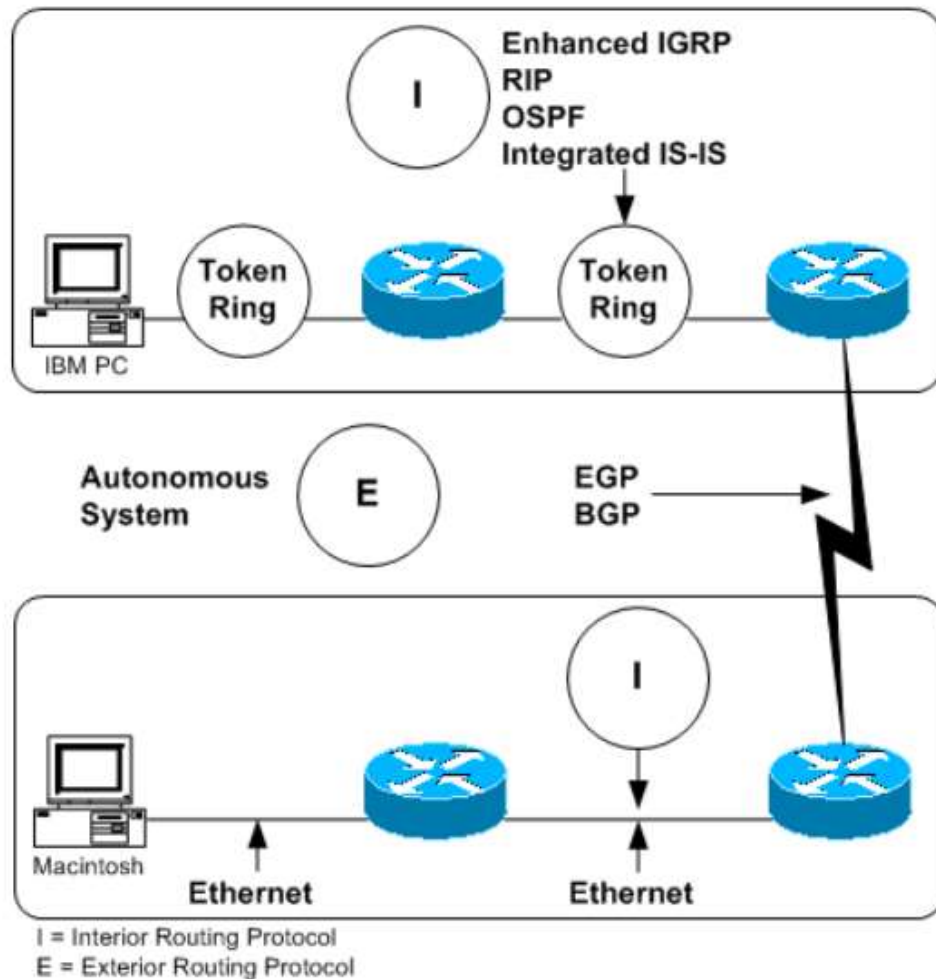 I
Enhanced IGRP
RIP
OSPF
Integrated IS-IS
Token
Ring
Token
Ring
IBM PC
Autonomous
System
E
EGP
BGP
I
Macintosh
Ethernet
Ethernet
I = Interior Routing Protocol
E = Exterior Routing Protocol